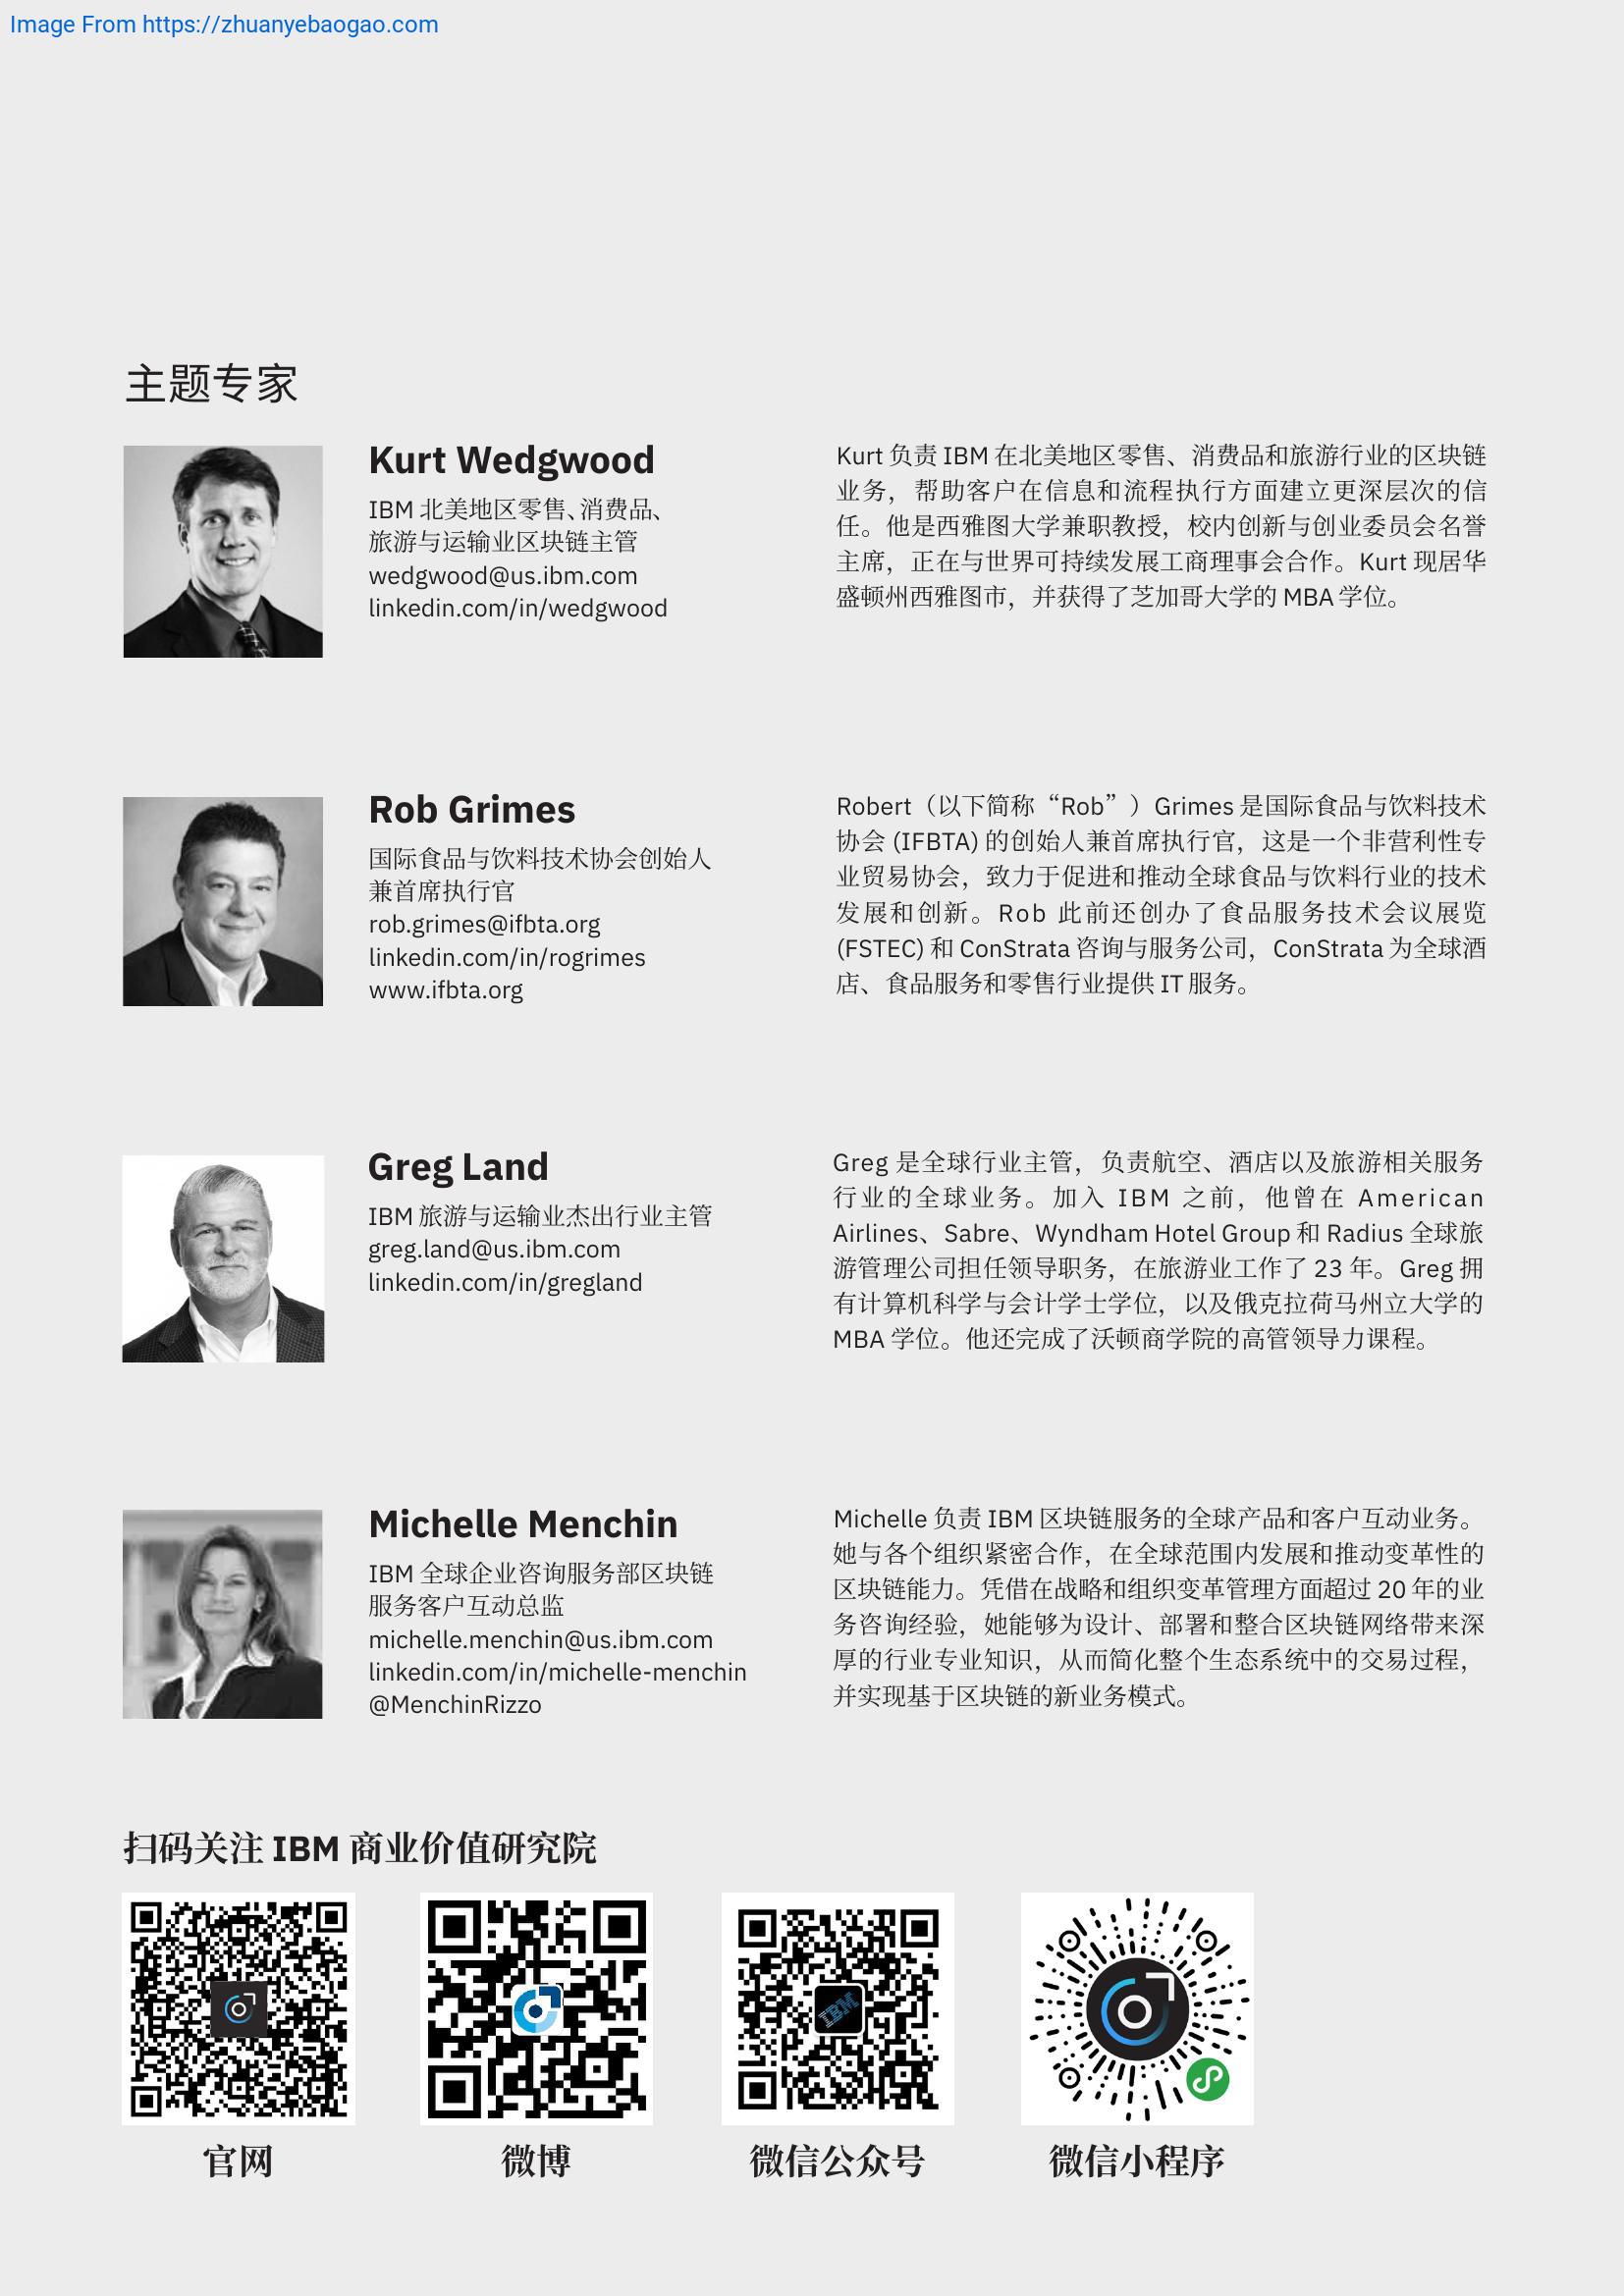 Image From https://zhuanyebaogao.com
主题专家
Kurt Wedgwood
IBM 北美地区零售、消费品、
旅游与运输业区块链主管
wedgwood@us.ibm.com
linkedin.com/in/wedgwood
Kurt 负责 IBM 在北美地区零售、消费品和旅游行业的区块链
业务，帮助客户在信息和流程执行方面建立更深层次的信
任。他是西雅图大学兼职教授，校内创新与创业委员会名誉
主席，正在与世界可持续发展工商理事会合作。Kurt 现居华
盛顿州西雅图市，并获得了芝加哥大学的 MBA 学位。
Rob Grimes
国际食品与饮料技术协会创始人
兼首席执行官
rob.grimes@ifbta.org
linkedin.com/in/rogrimes
www.ifbta.org
Robert（以下简称“Rob”）Grimes 是国际食品与饮料技术
协会 (IFBTA) 的创始人兼首席执行官，这是一个非营利性专
业贸易协会，致力于促进和推动全球食品与饮料行业的技术
发展和创新。Rob 此前还创办了食品服务技术会议展览
(FSTEC) 和 ConStrata 咨询与服务公司，ConStrata 为全球酒
店、食品服务和零售行业提供 IT 服务。
Greg Land
IBM 旅游与运输业杰出行业主管
greg.land@us.ibm.com
linkedin.com/in/gregland
Greg 是全球行业主管，负责航空、酒店以及旅游相关服务
行业的全球业务。加入 IBM 之前，他曾在 American
Airlines、Sabre、Wyndham Hotel Group 和 Radius 全球旅
游管理公司担任领导职务，在旅游业工作了 23 年。Greg 拥
有计算机科学与会计学士学位，以及俄克拉荷马州立大学的
MBA 学位。他还完成了沃顿商学院的高管领导力课程。
Michelle Menchin
IBM 全球企业咨询服务部区块链
服务客户互动总监
michelle.menchin@us.ibm.com
linkedin.com/in/michelle-menchin
@MenchinRizzo
Michelle 负责 IBM 区块链服务的全球产品和客户互动业务。
她与各个组织紧密合作，在全球范围内发展和推动变革性的
区块链能力。凭借在战略和组织变革管理方面超过 20 年的业
务咨询经验，她能够为设计、部署和整合区块链网络带来深
厚的行业专业知识，从而简化整个生态系统中的交易过程，
并实现基于区块链的新业务模式。
扫码关注 IBM 商业价值研究院
IBM
官网
微博
微信公众号
微信小程序